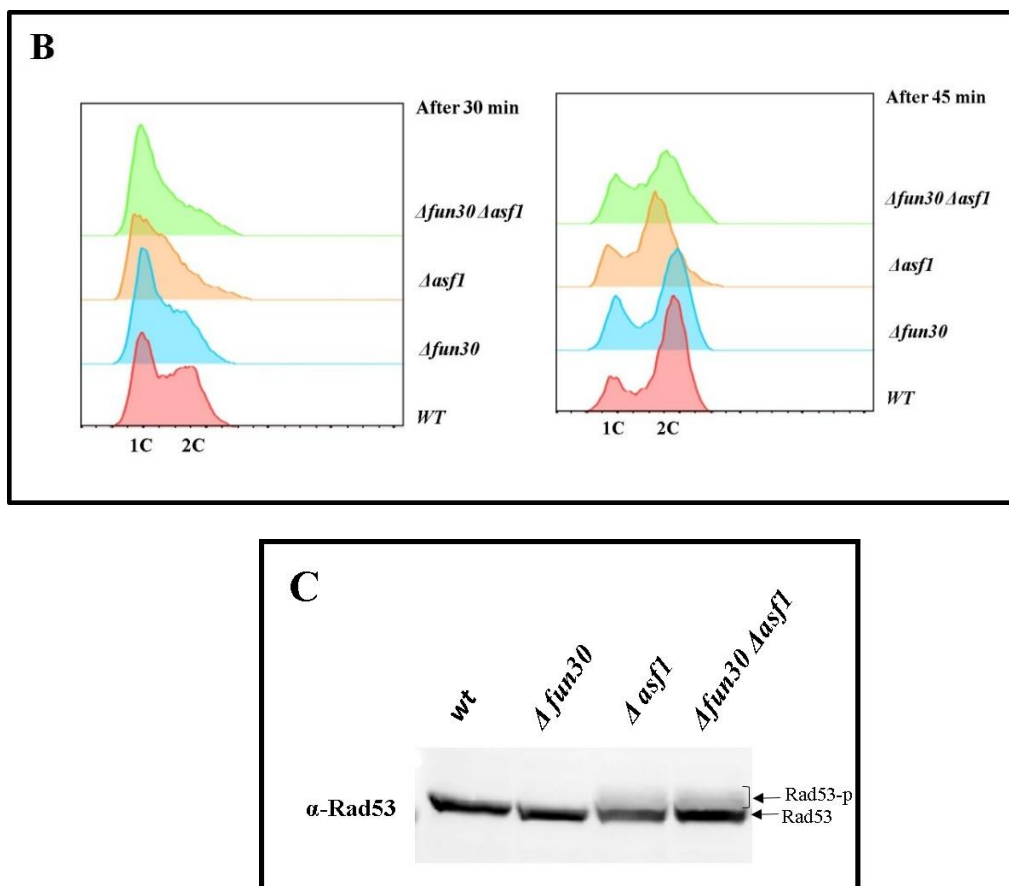 B
After 30 min
Δfun30 Δasf1
Δasf1
Δfun30
WT
1C 2C
After 45 min
Δfun30 Δasf1
Δasf1
Δfun30
WT
1C 2C
C
wt
Δ fun30
Δ asf1
Δfun30 Δasf1
α-Rad53
Rad53-p
Rad53